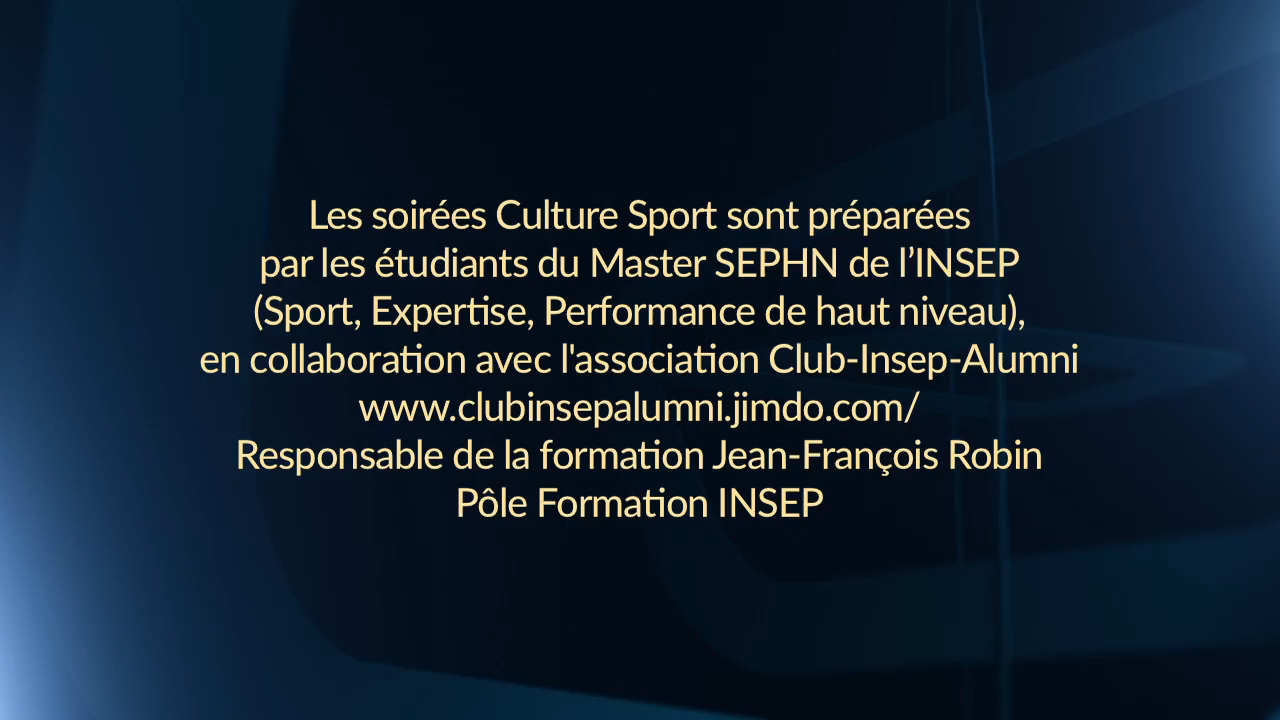 Les soirées Culture Sport sont préparées
par les étudiants du Master SEPHN de l’INSEP
(Sport, Expertise, Performance de haut niveau),
en collaboration avec l'association Club-Insep-Alumni
www.clubinsepalumni.jimdo.com/
Responsable de la formation Jean-François Robin
Pôle Formation INSEP